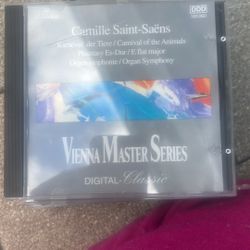 DDD
Camille Saint-Saëns
Karneval der Tiere / Carnival of the Animals
Phantasy Es-Dur / E flat major
Orgelsymphonie / Organ Symphony
VIENNA MASTER SERIES
DIGITAL-Classic